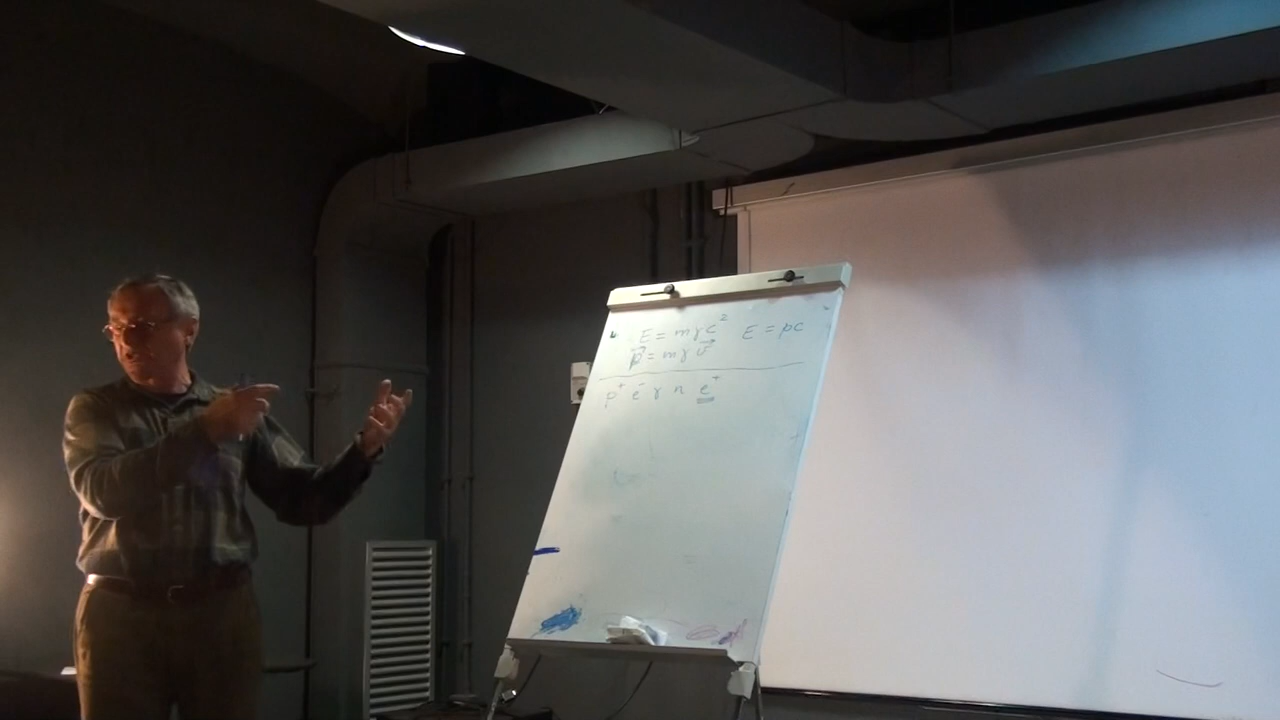 E = mγc² E = pc
p⃗ = mγv⃗
p⁺ e⁻ γ n e⁺